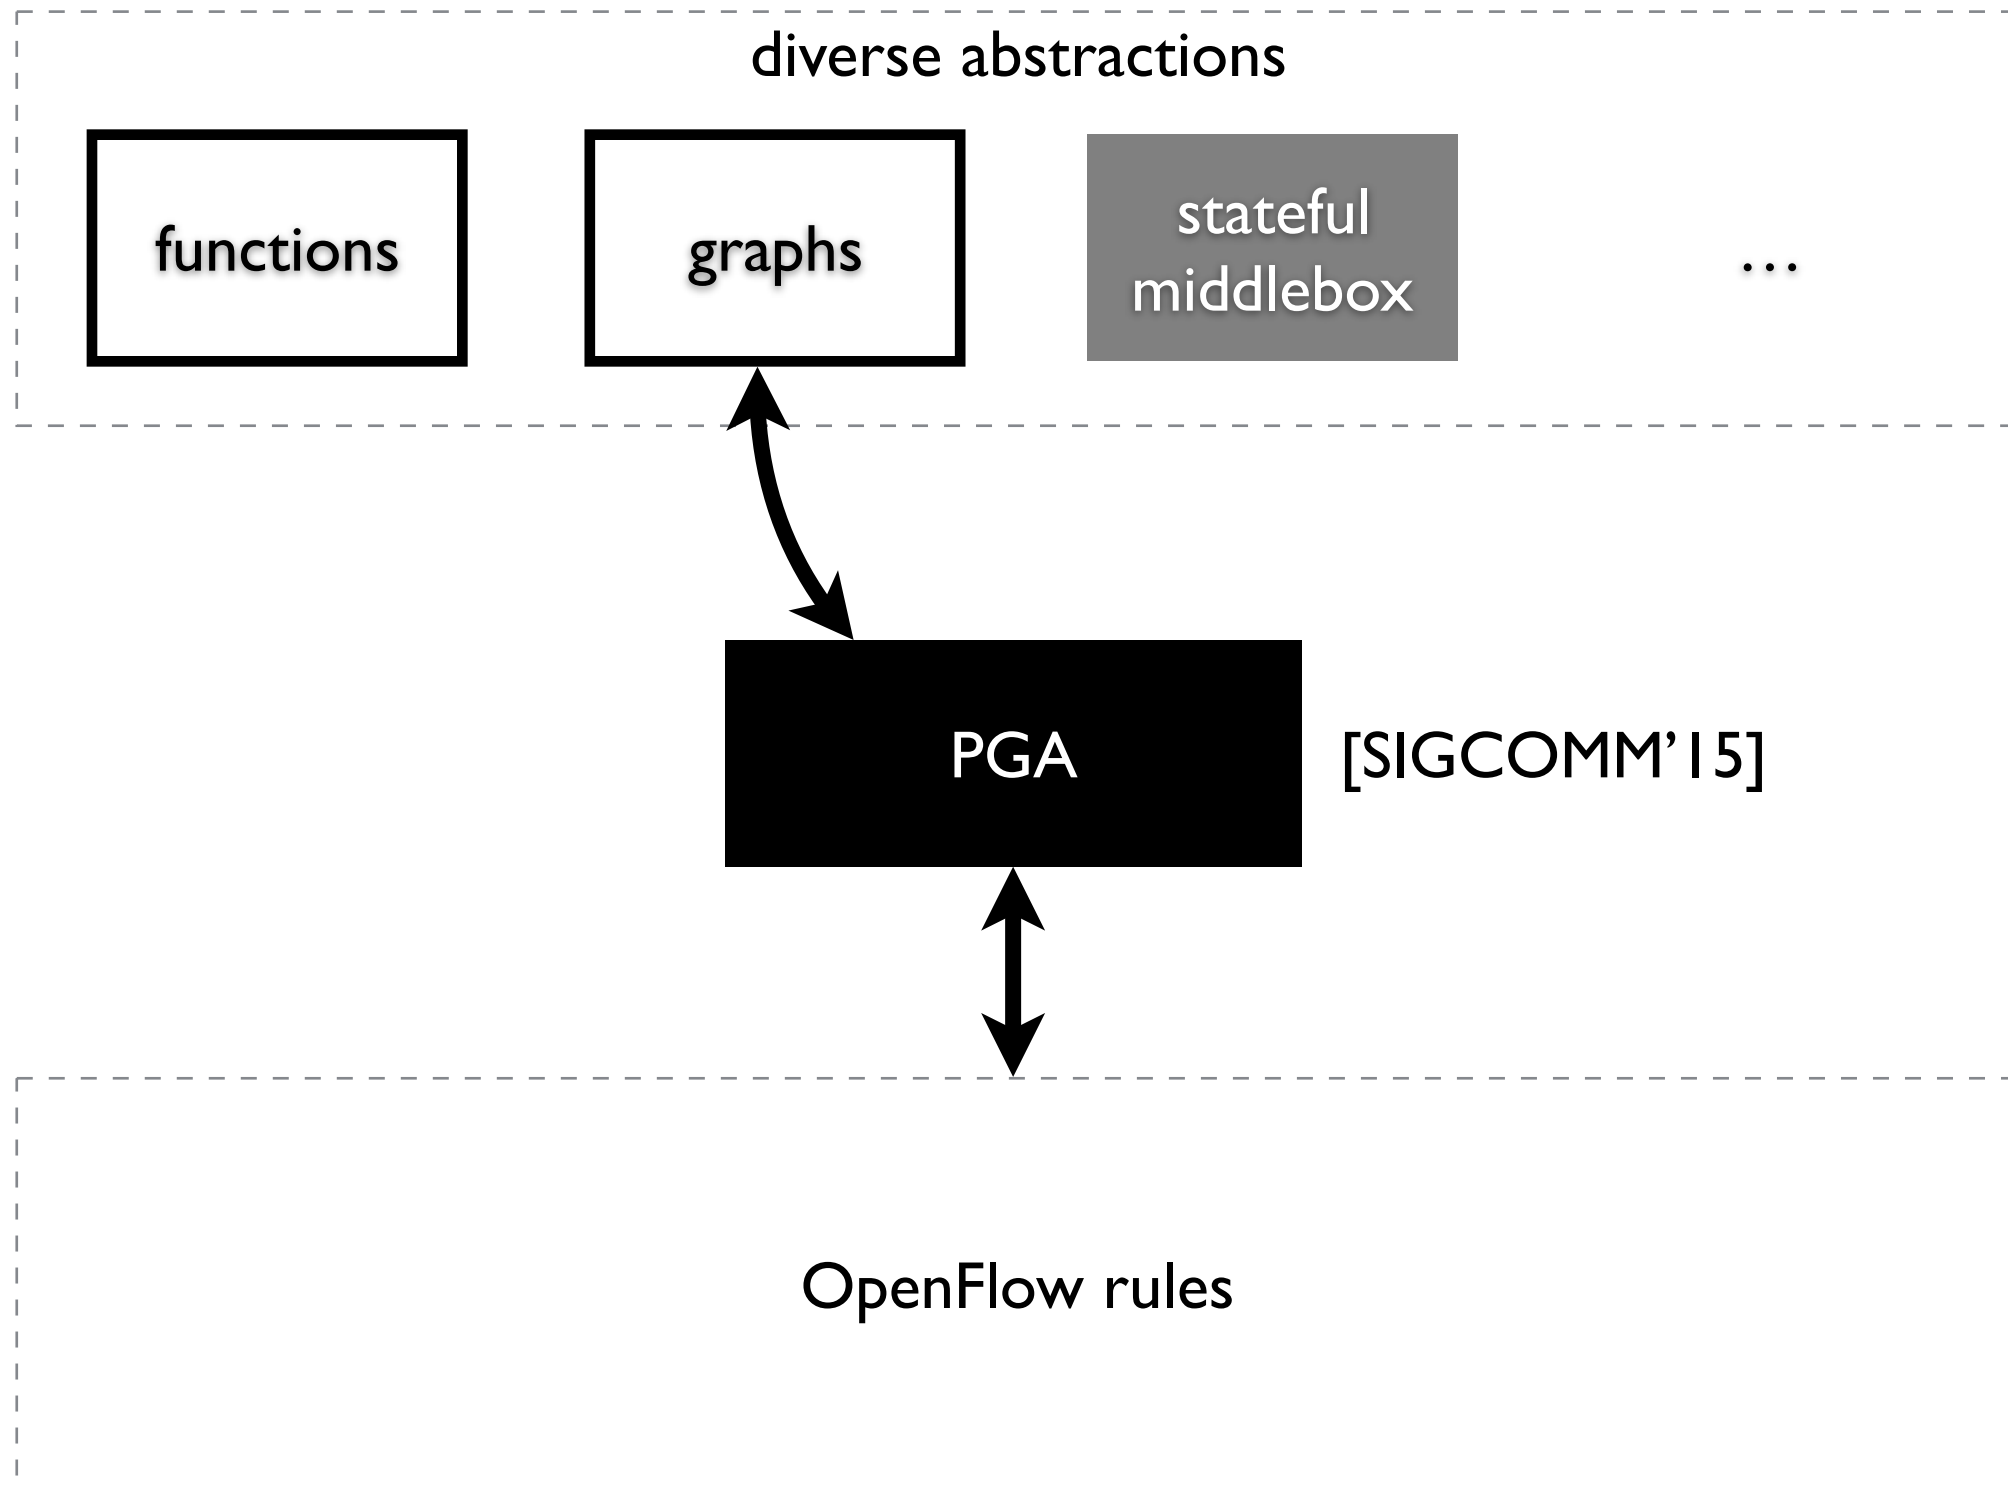 diverse abstractions
functions
graphs
stateful
middlebox
…
PGA
[SIGCOMM’15]
OpenFlow rules